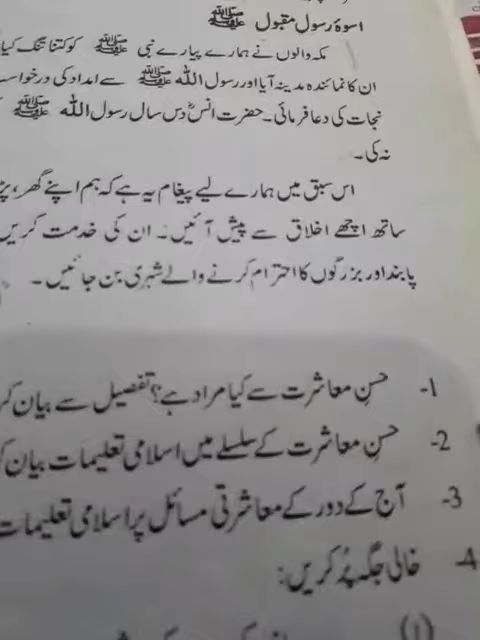 اسوۂ رسول مقبول ﷺ
مکہ والوں نے ہمارے پیارے نبی ﷺ کو کتنا تنگ کیا
ان کا نمائندہ مدینہ آیا اور رسول اللہ ﷺ سے امداد کی درخواست
نجات کی دعا فرمائی۔ حضرت انسؓ دس سال رسول اللہ ﷺ
نہ کی۔
اس سبق میں ہمارے لیے پیغام یہ ہے کہ ہم اپنے گھر،
ساتھ اچھے اخلاق سے پیش آئیں۔ ان کی خدمت کریں
پابند اور بزرگوں کا احترام کرنے والے شہری بن جائیں۔
1- حسنِ معاشرت سے کیا مراد ہے؟ تفصیل سے بیان
2- حسنِ معاشرت کے سلسلے میں اسلامی تعلیمات بیان
3- آج کے دور کے معاشرتی مسائل پر اسلامی تعلیمات
4- خالی جگہ پُر کریں:
(1)